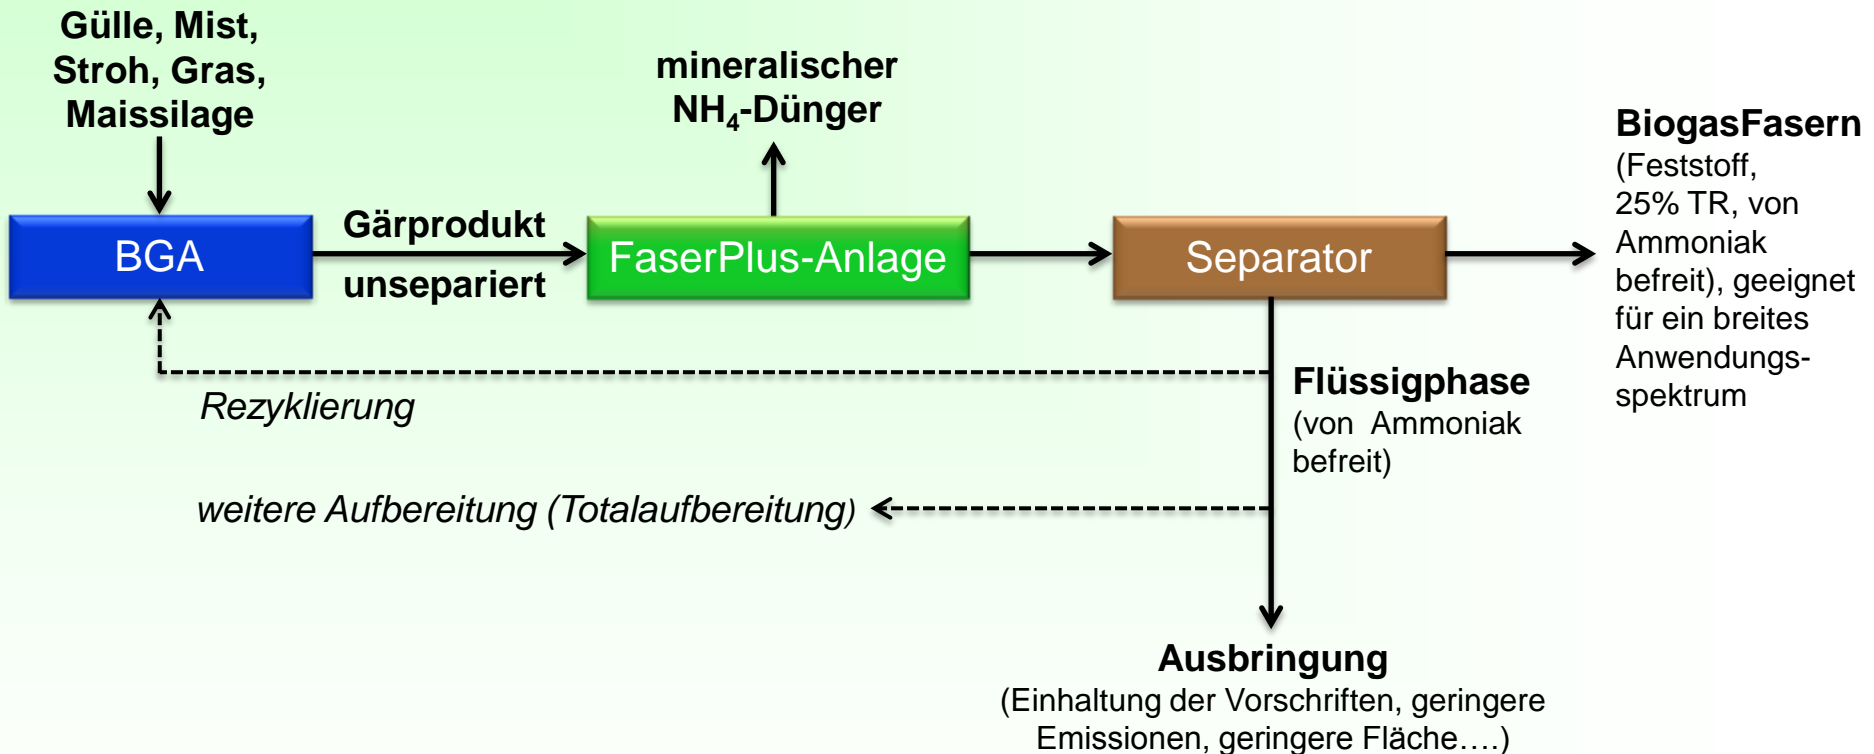 Gülle, Mist,
Stroh, Gras,
Maissilage
mineralischer
NH₄-Dünger
BGA
Gärprodukt
unsepariert
FaserPlus-Anlage
Separator
BiogasFasern
(Feststoff,
25% TR, von
Ammoniak
befreit), geeignet
für ein breites
Anwendungs-
spektrum
Rezyklierung
Flüssigphase
(von Ammoniak
befreit)
weitere Aufbereitung (Totalaufbereitung)
Ausbringung
(Einhaltung der Vorschriften, geringere
Emissionen, geringere Fläche….)